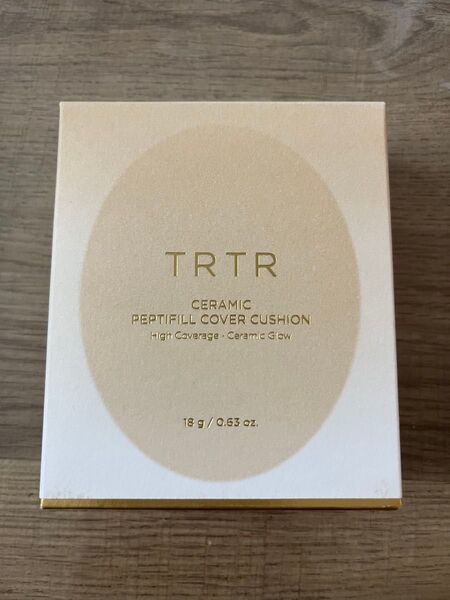 TRTR
CERAMIC
PEPTIFILL COVER CUSHION
High Coverage · Ceramic Glow
18 g / 0.63 oz.